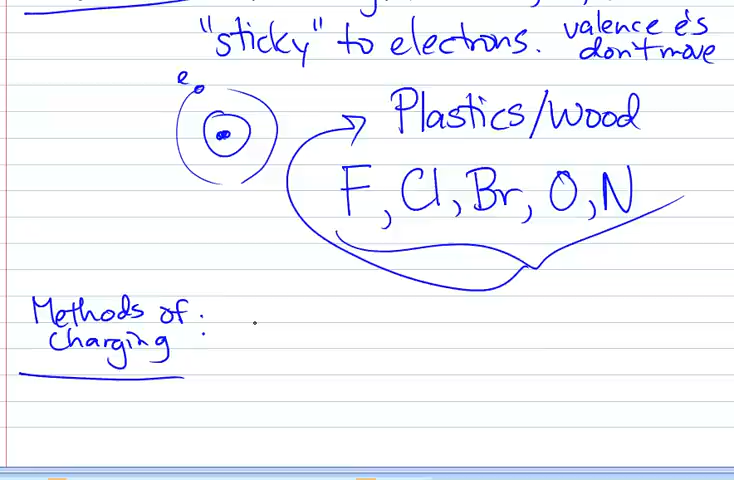 "sticky" to electrons. valence e's
don't move
e
Plastics/Wood
F, Cl, Br, O, N
Methods of :
Charging